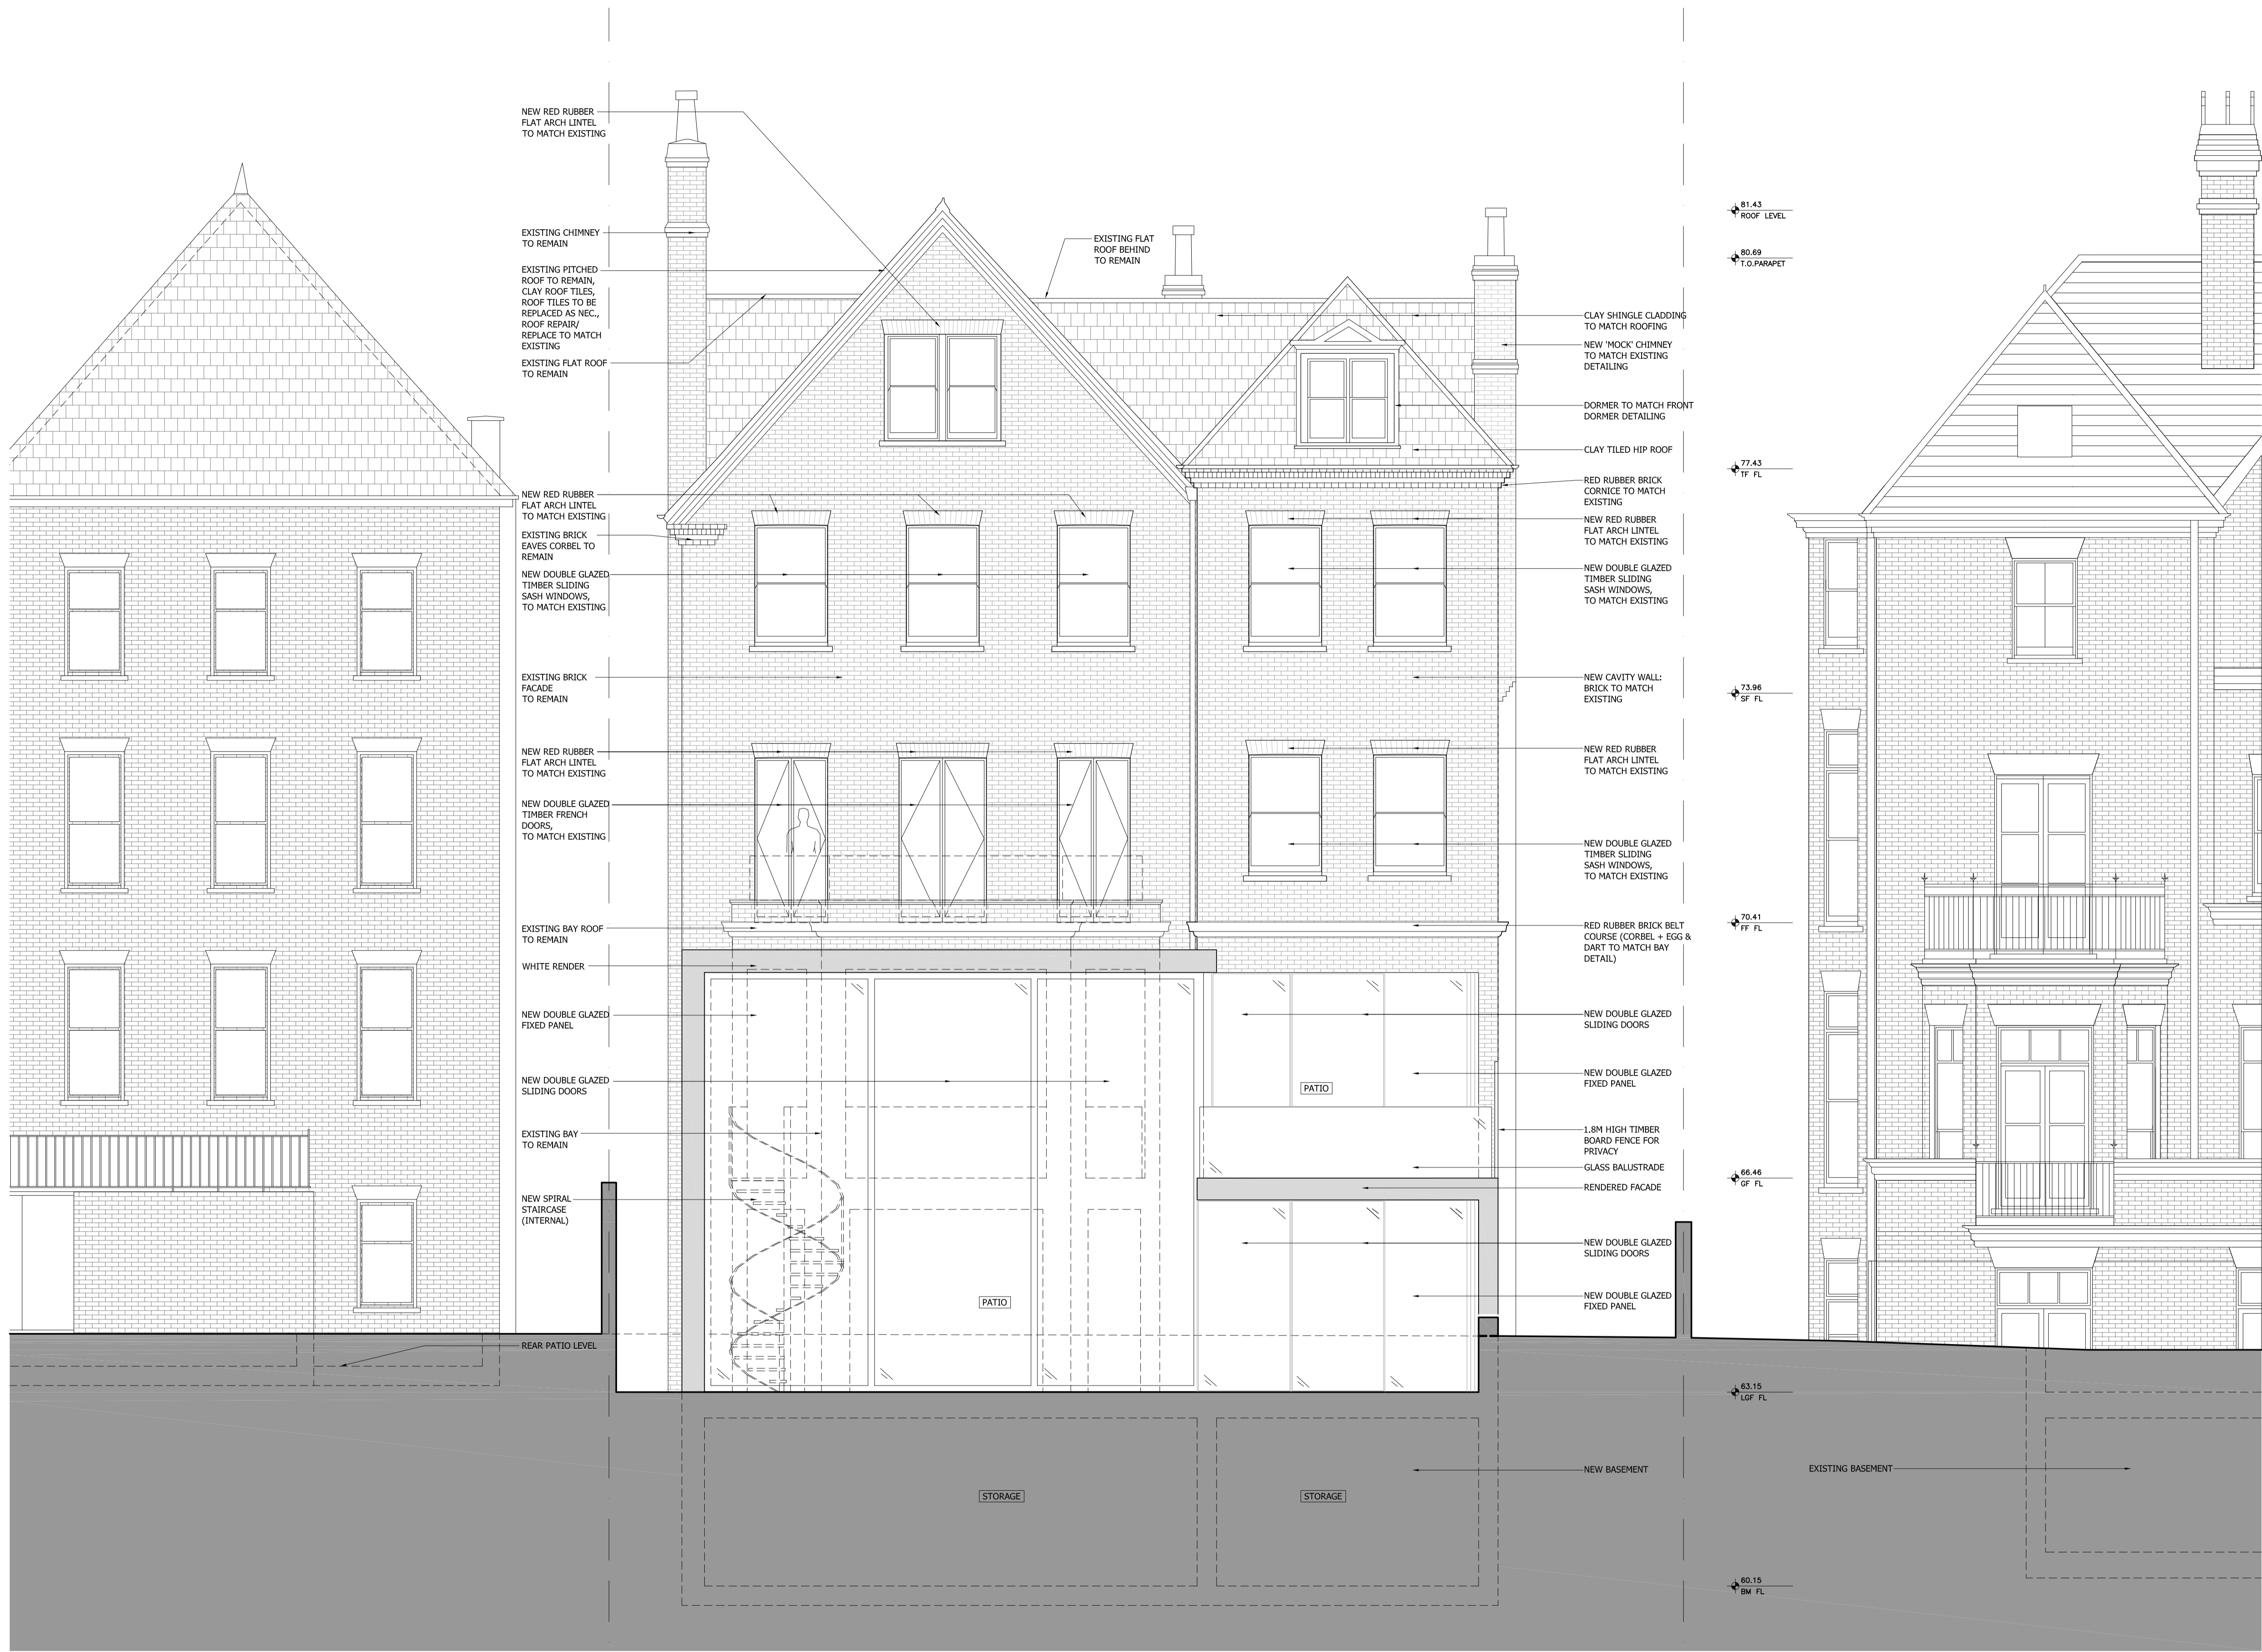 NEW RED RUBBER
FLAT ARCH LINTEL
TO MATCH EXISTING
EXISTING CHIMNEY
TO REMAIN
EXISTING PITCHED
ROOF TO REMAIN,
CLAY ROOF TILES,
ROOF TILES TO BE
REPLACED AS NEC.,
ROOF REPAIR/
REPLACE TO MATCH
EXISTING
EXISTING FLAT ROOF
TO REMAIN
NEW RED RUBBER
FLAT ARCH LINTEL
TO MATCH EXISTING
EXISTING BRICK
EAVES CORBEL TO
REMAIN
NEW DOUBLE GLAZED
TIMBER SLIDING
SASH WINDOWS,
TO MATCH EXISTING
EXISTING BRICK
FACADE
TO REMAIN
NEW RED RUBBER
FLAT ARCH LINTEL
TO MATCH EXISTING
NEW DOUBLE GLAZED
TIMBER FRENCH
DOORS,
TO MATCH EXISTING
EXISTING BAY ROOF
TO REMAIN
WHITE RENDER
NEW DOUBLE GLAZED
FIXED PANEL
NEW DOUBLE GLAZED
SLIDING DOORS
EXISTING BAY
TO REMAIN
NEW SPIRAL
STAIRCASE
(INTERNAL)
REAR PATIO LEVEL
EXISTING FLAT
ROOF BEHIND
TO REMAIN
PATIO
PATIO
STORAGE
STORAGE
CLAY SHINGLE CLADDING
TO MATCH ROOFING
NEW 'MOCK' CHIMNEY
TO MATCH EXISTING
DETAILING
DORMER TO MATCH FRONT
DORMER DETAILING
CLAY TILED HIP ROOF
RED RUBBER BRICK
CORNICE TO MATCH
EXISTING
NEW RED RUBBER
FLAT ARCH LINTEL
TO MATCH EXISTING
NEW DOUBLE GLAZED
TIMBER SLIDING
SASH WINDOWS,
TO MATCH EXISTING
NEW CAVITY WALL:
BRICK TO MATCH
EXISTING
NEW RED RUBBER
FLAT ARCH LINTEL
TO MATCH EXISTING
NEW DOUBLE GLAZED
TIMBER SLIDING
SASH WINDOWS,
TO MATCH EXISTING
RED RUBBER BRICK BELT
COURSE (CORBEL + EGG &
DART TO MATCH BAY
DETAIL)
NEW DOUBLE GLAZED
SLIDING DOORS
NEW DOUBLE GLAZED
FIXED PANEL
1.8M HIGH TIMBER
BOARD FENCE FOR
PRIVACY
GLASS BALUSTRADE
RENDERED FACADE
NEW DOUBLE GLAZED
SLIDING DOORS
NEW DOUBLE GLAZED
FIXED PANEL
NEW BASEMENT
81.43
ROOF LEVEL
80.69
T.O.PARAPET
77.43
TF FL
73.96
SF FL
70.41
FF FL
66.46
GF FL
63.15
LGF FL
60.15
BM FL
EXISTING BASEMENT